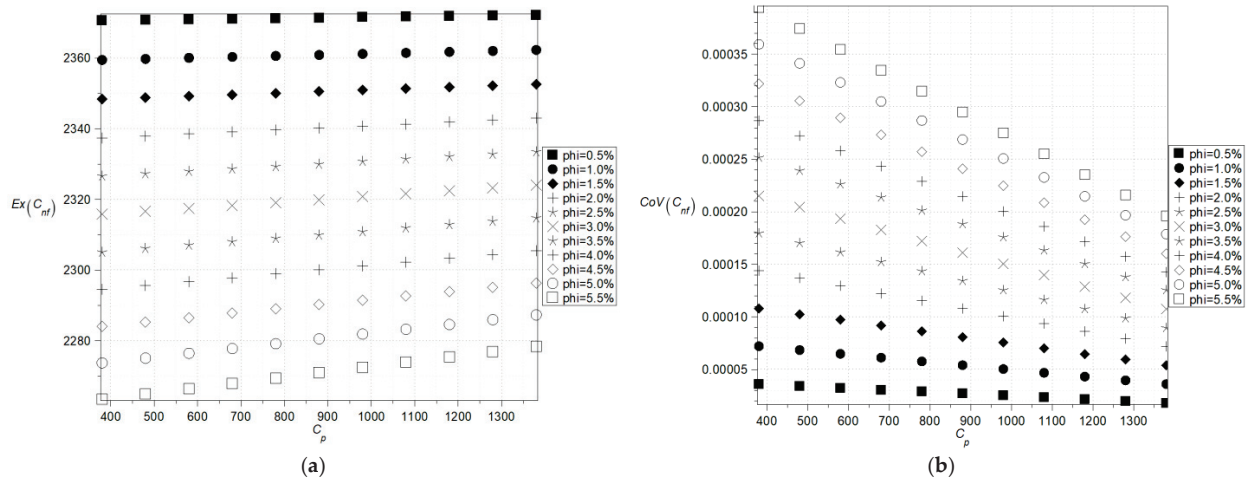 2360
2340
2320
2300
2280
Ex(C_nf)
400 500 600 700 800 900 1000 1100 1200 1300
C_p
phi=0.5%
phi=1.0%
phi=1.5%
phi=2.0%
phi=2.5%
phi=3.0%
phi=3.5%
phi=4.0%
phi=4.5%
phi=5.0%
phi=5.5%
(a)
0.00035
0.00030
0.00025
0.00020
0.00015
0.00010
0.00005
CoV(C_nf)
400 500 600 700 800 900 1000 1100 1200 1300
C_p
phi=0.5%
phi=1.0%
phi=1.5%
phi=2.0%
phi=2.5%
phi=3.0%
phi=3.5%
phi=4.0%
phi=4.5%
phi=5.0%
phi=5.5%
(b)